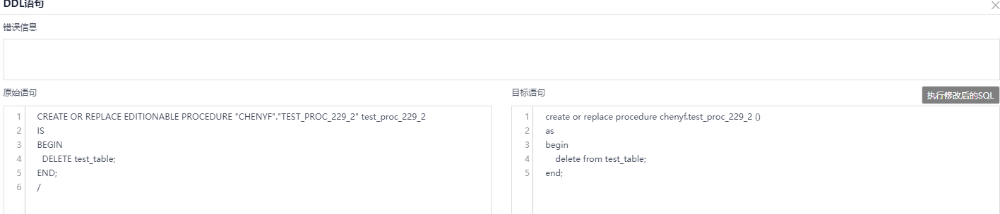 DDL语句
错误信息
原始语句
目标语句
执行修改后的SQL
1 CREATE OR REPLACE EDITIONABLE PROCEDURE "CHENYF"."TEST_PROC_229_2" test_proc_229_2
2 IS
3 BEGIN
4 DELETE test_table;
5 END;
6 /
1 create or replace procedure chenyf.test_proc_229_2 ()
2 as
3 begin
4 delete from test_table;
5 end;